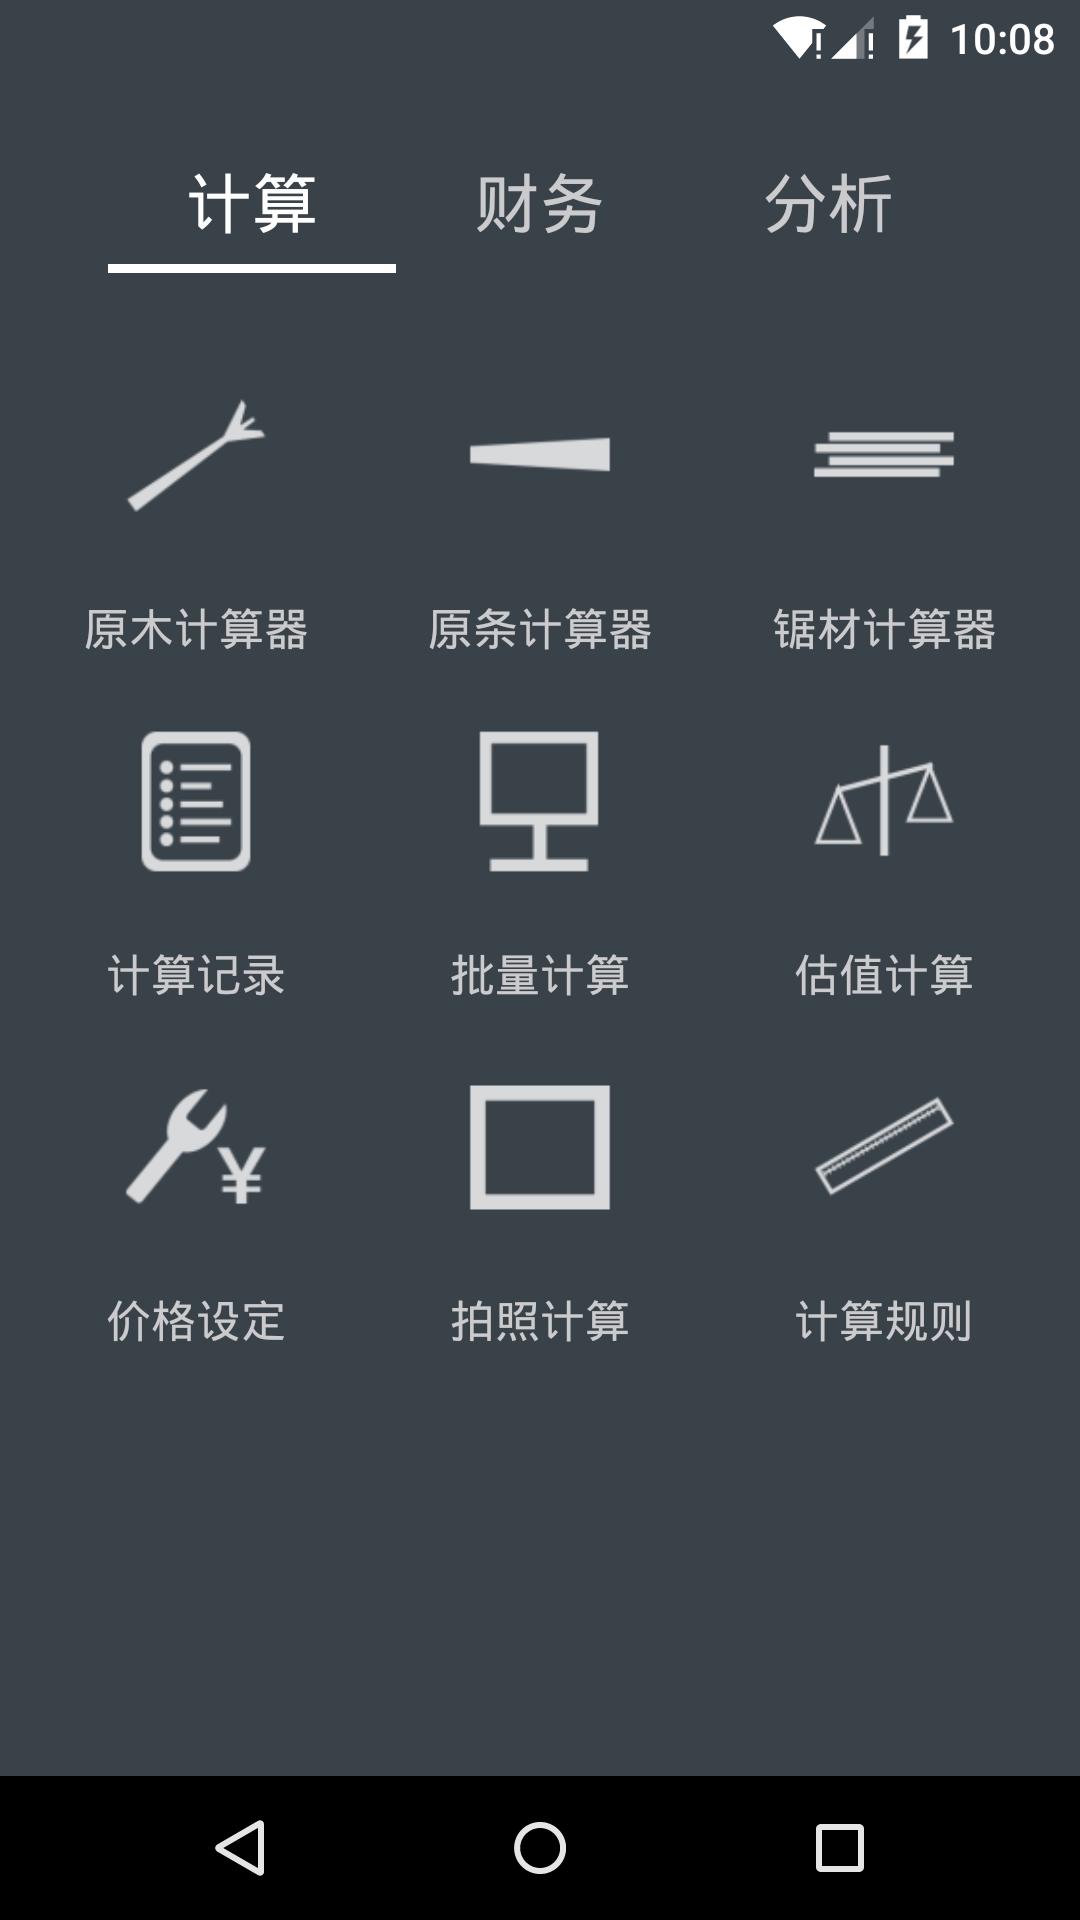 10:08
计算 财务 分析
原木计算器 原条计算器 锯材计算器
计算记录 批量计算 估值计算
¥
价格设定 拍照计算 计算规则